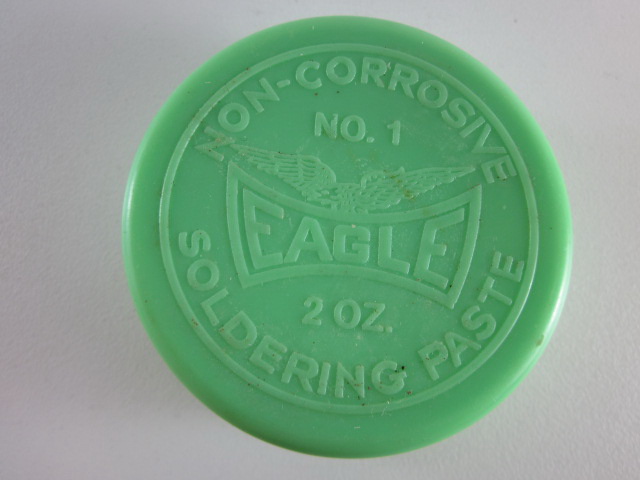 NON-CORROSIVE
NO. 1
EAGLE
2 OZ.
SOLDERING PASTE